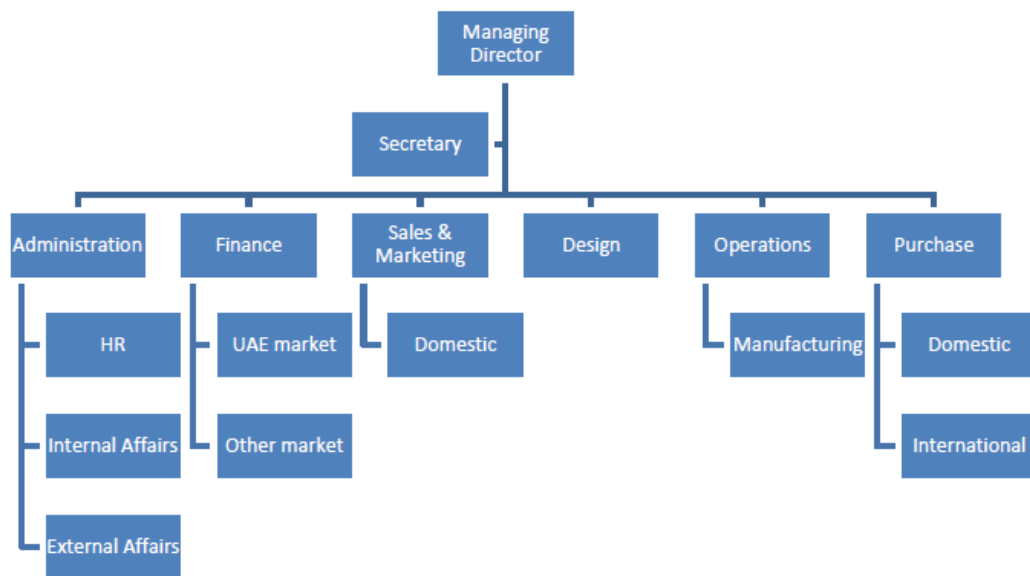 Managing
Director
Secretary
Administration
Finance
Sales &
Marketing
Design
Operations
Purchase
HR
UAE market
Domestic
Manufacturing
Domestic
Internal Affairs
Other market
International
External Affairs